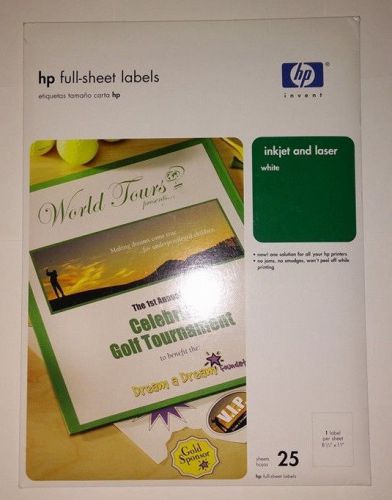 hp full-sheet labels
etiquetas tamaño carta hp
hp
invent
inkjet and laser
white
• new! one solution for all your hp printers
• no jams, no smudges, won't peel off while
printing
World Tours
presents...
Making dreams come true
for underprivileged children.
The 1st Annual
Celebrity
Golf Tournament
to benefit the:
Dream a Dream
Foundation
V.I.P
Gold
Sponsor
1 label
per sheet
8½" x 11"
sheets
hojas
25
hp full-sheet labels